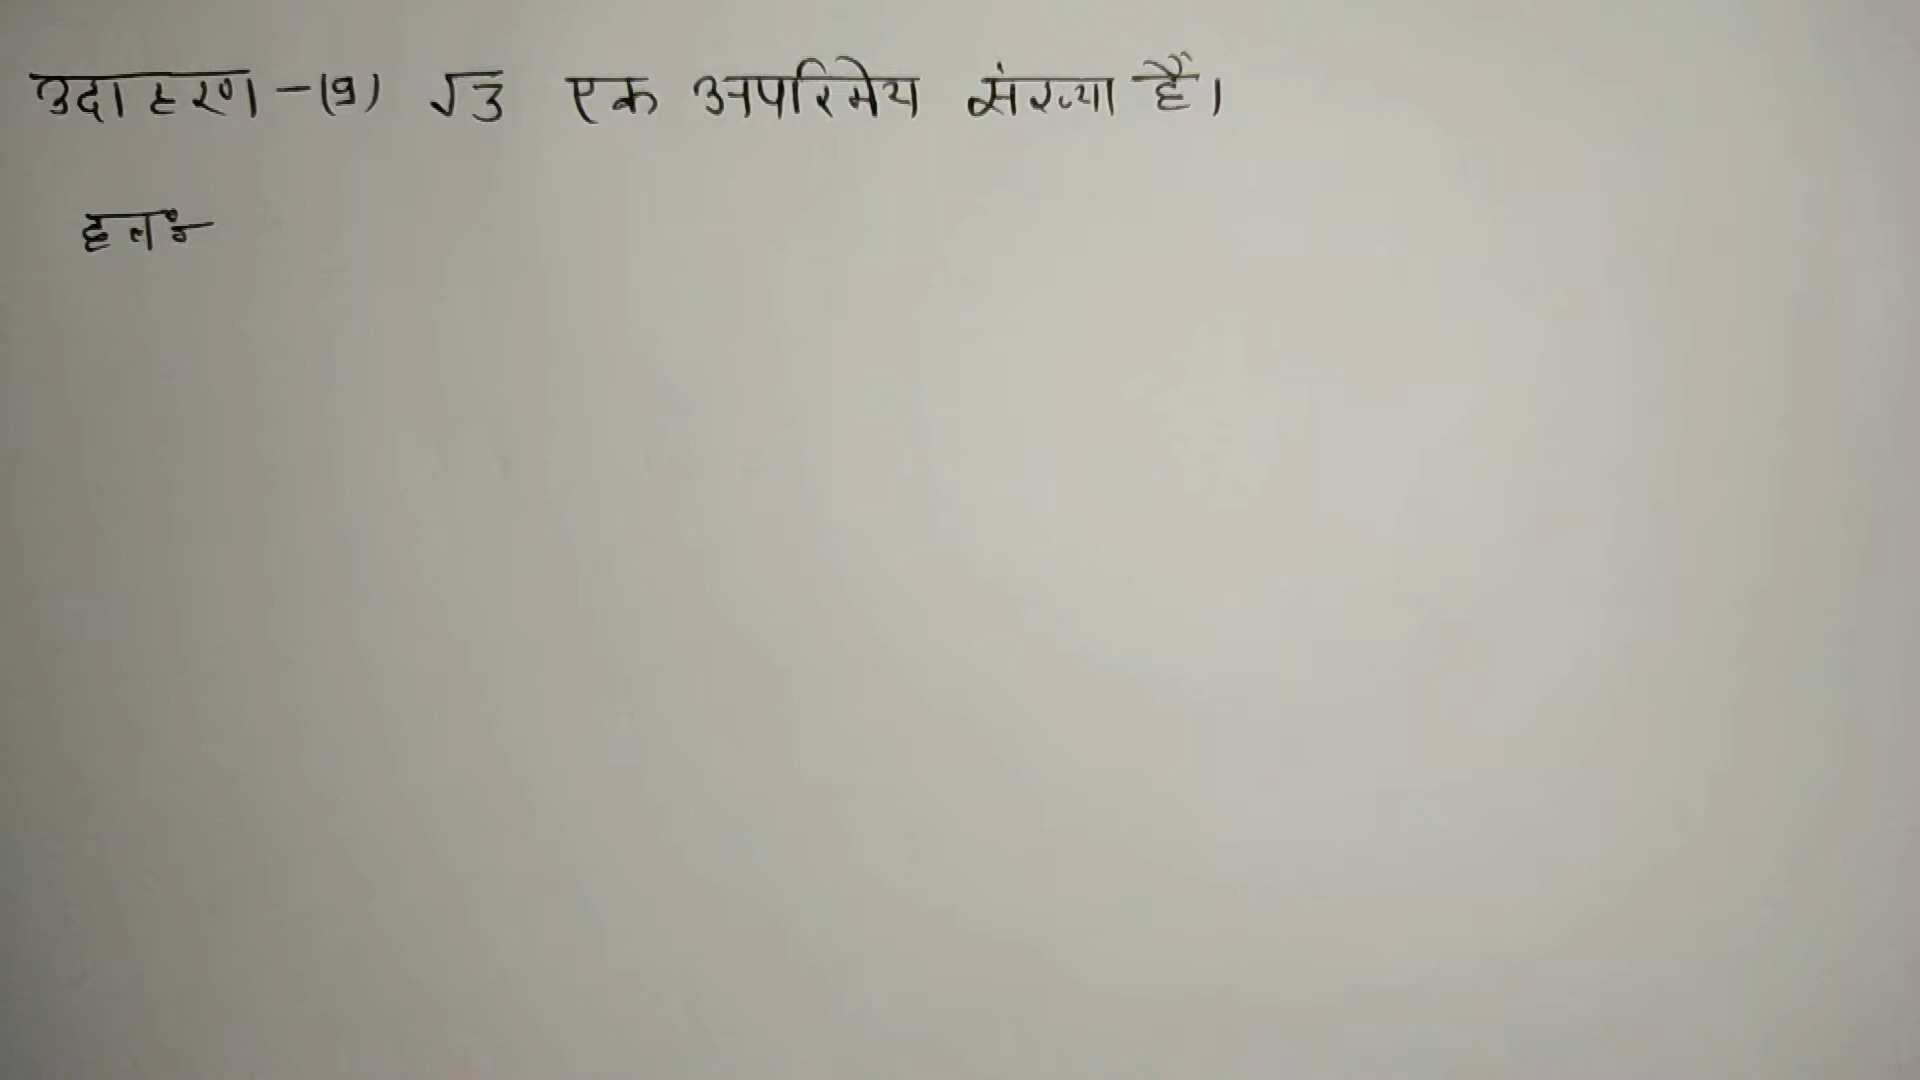 उदाहरण -(9) √3 एक अपरिमेय संख्या हैं।
हलः-